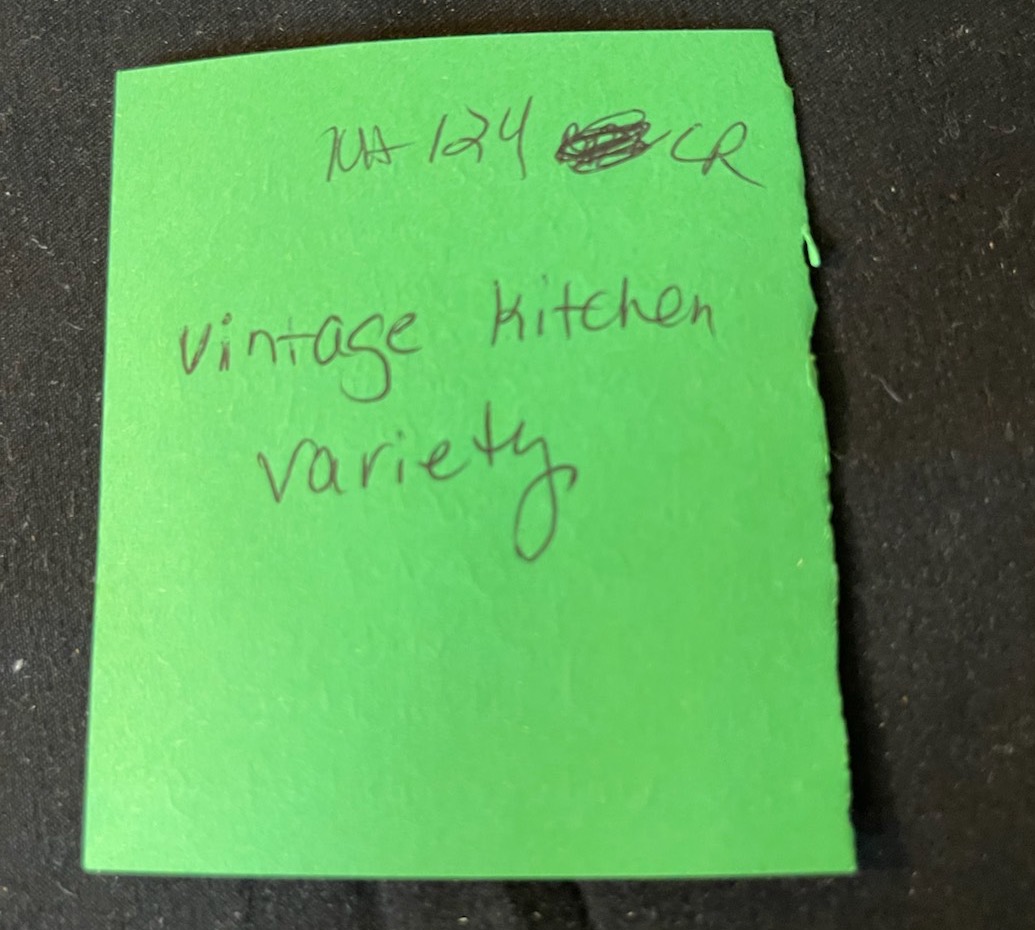 124 CR
vintage kitchen
variety